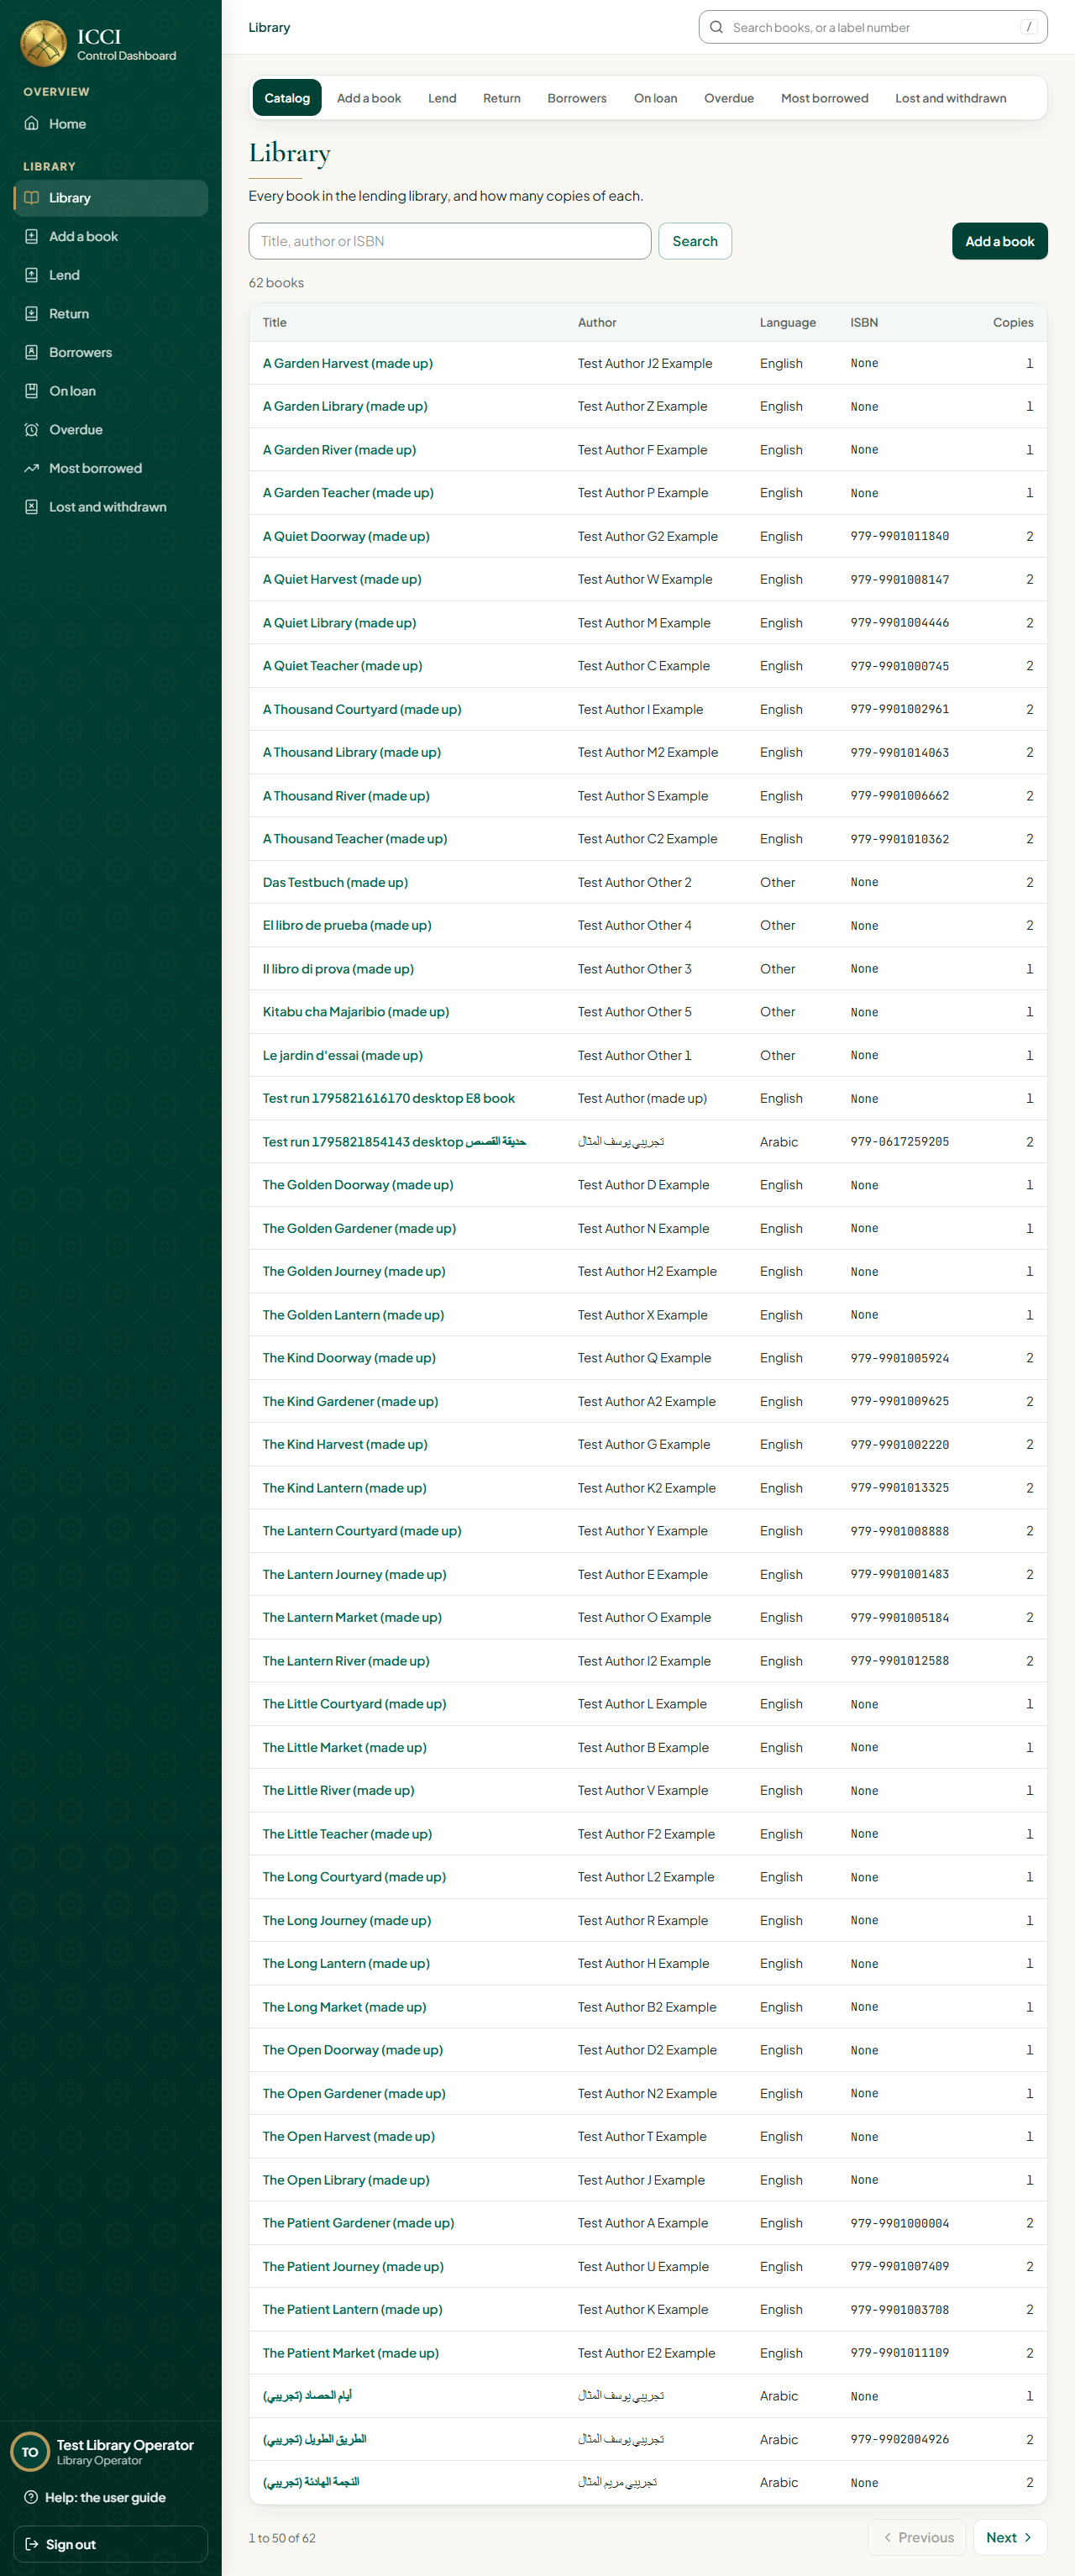 ICCI
Control Dashboard
OVERVIEW
Home
LIBRARY
Library
Add a book
Lend
Return
Borrowers
On loan
Overdue
Most borrowed
Lost and withdrawn
Test Library Operator
TO
Library Operator
Help: the user guide
Sign out
Library
Search books, or a label number /
Catalog Add a book Lend Return Borrowers On loan Overdue Most borrowed Lost and withdrawn
Library
Every book in the lending library, and how many copies of each.
Title, author or ISBN Search Add a book
62 books
Title Author Language ISBN Copies
A Garden Harvest (made up) Test Author J2 Example English None 1
A Garden Library (made up) Test Author Z Example English None 1
A Garden River (made up) Test Author F Example English None 1
A Garden Teacher (made up) Test Author P Example English None 1
A Quiet Doorway (made up) Test Author G2 Example English 979-9901011840 2
A Quiet Harvest (made up) Test Author W Example English 979-9901008147 2
A Quiet Library (made up) Test Author M Example English 979-9901004446 2
A Quiet Teacher (made up) Test Author C Example English 979-9901000745 2
A Thousand Courtyard (made up) Test Author I Example English 979-9901002961 2
A Thousand Library (made up) Test Author M2 Example English 979-9901014063 2
A Thousand River (made up) Test Author S Example English 979-9901006662 2
A Thousand Teacher (made up) Test Author C2 Example English 979-9901010362 2
Das Testbuch (made up) Test Author Other 2 Other None 2
El libro de prueba (made up) Test Author Other 4 Other None 2
Il libro di prova (made up) Test Author Other 3 Other None 1
Kitabu cha Majaribio (made up) Test Author Other 5 Other None 1
Le jardin d'essai (made up) Test Author Other 1 Other None 1
Test run 1795821616170 desktop E8 book Test Author (made up) English None 1
Test run 1795821854143 desktop حديقة القصص تجريبي يوسف المثال Arabic 979-0617259205 2
The Golden Doorway (made up) Test Author D Example English None 1
The Golden Gardener (made up) Test Author N Example English None 1
The Golden Journey (made up) Test Author H2 Example English None 1
The Golden Lantern (made up) Test Author X Example English None 1
The Kind Doorway (made up) Test Author Q Example English 979-9901005924 2
The Kind Gardener (made up) Test Author A2 Example English 979-9901009625 2
The Kind Harvest (made up) Test Author G Example English 979-9901002220 2
The Kind Lantern (made up) Test Author K2 Example English 979-9901013325 2
The Lantern Courtyard (made up) Test Author Y Example English 979-9901008888 2
The Lantern Journey (made up) Test Author E Example English 979-9901001483 2
The Lantern Market (made up) Test Author O Example English 979-9901005184 2
The Lantern River (made up) Test Author I2 Example English 979-9901012588 2
The Little Courtyard (made up) Test Author L Example English None 1
The Little Market (made up) Test Author B Example English None 1
The Little River (made up) Test Author V Example English None 1
The Little Teacher (made up) Test Author F2 Example English None 1
The Long Courtyard (made up) Test Author L2 Example English None 1
The Long Journey (made up) Test Author R Example English None 1
The Long Lantern (made up) Test Author H Example English None 1
The Long Market (made up) Test Author B2 Example English None 1
The Open Doorway (made up) Test Author D2 Example English None 1
The Open Gardener (made up) Test Author N2 Example English None 1
The Open Harvest (made up) Test Author T Example English None 1
The Open Library (made up) Test Author J Example English None 1
The Patient Gardener (made up) Test Author A Example English 979-9901000004 2
The Patient Journey (made up) Test Author U Example English 979-9901007409 2
The Patient Lantern (made up) Test Author K Example English 979-9901003708 2
The Patient Market (made up) Test Author E2 Example English 979-9901011109 2
أيام الحصاد (تجريبي) تجريبي يوسف المثال Arabic None 1
الطريق الطويل (تجريبي) تجريبي يوسف المثال Arabic 979-9902004926 2
النجمة الهادئة (تجريبي) تجريبي مريم المثال Arabic None 2
1 to 50 of 62 Previous Next